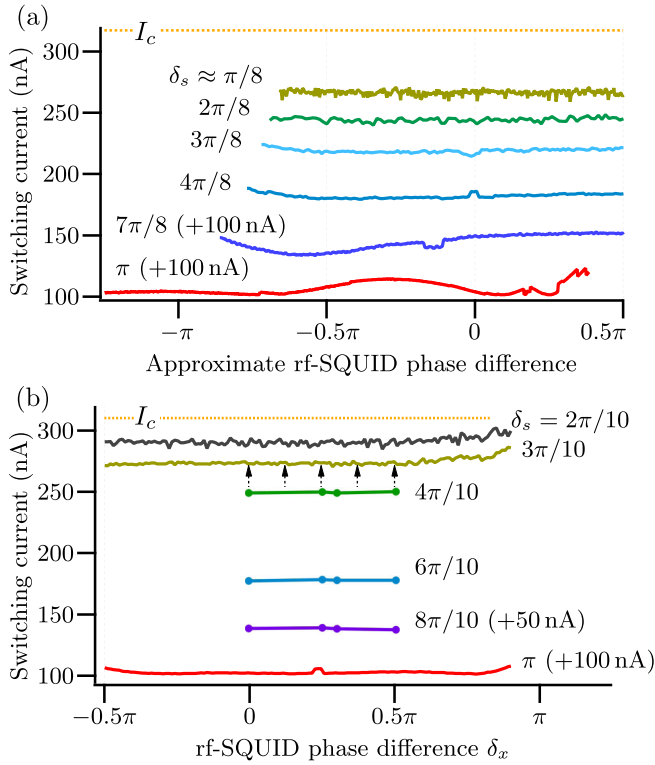 (a)
I_c
300
250
200
150
100
Switching current (nA)
δ_s ≈ π/8
2π/8
3π/8
4π/8
7π/8 (+100 nA)
π (+100 nA)
−π
−0.5π
0
0.5π
Approximate rf-SQUID phase difference
(b)
I_c
300
250
200
150
100
Switching current (nA)
δ_s = 2π/10
3π/10
4π/10
6π/10
8π/10 (+50 nA)
π (+100 nA)
−0.5π
0
0.5π
π
rf-SQUID phase difference δ_x